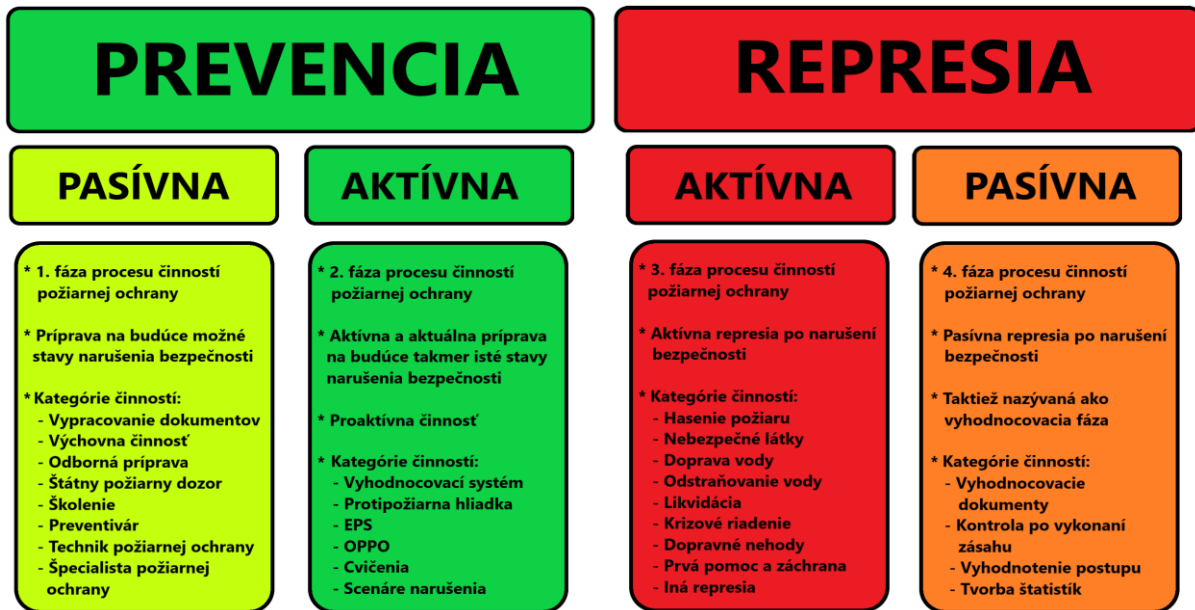 PREVENCIA
REPRESIA
PASÍVNA
AKTÍVNA
AKTÍVNA
PASÍVNA
* 1. fáza procesu činností
požiarnej ochrany
* Príprava na budúce možné
stavy narušenia bezpečnosti
* Kategórie činností:
- Vypracovanie dokumentov
- Výchovna činnosť
- Odborná príprava
- Štátny požiarny dozor
- Školenie
- Preventivár
- Technik požiarnej ochrany
- Špecialista požiarnej
ochrany
* 2. fáza procesu činností
požiarnej ochrany
* Aktívna a aktuálna príprava
na budúce takmer isté stavy
narušenia bezpečnosti
* Proaktívna činnosť
* Kategórie činností:
- Vyhodnocovací systém
- Protipožiarna hliadka
- EPS
- OPPO
- Cvičenia
- Scenáre narušenia
* 3. fáza procesu činností
požiarnej ochrany
* Aktívna represia po narušení
bezpečnosti
* Kategórie činností:
- Hasenie požiaru
- Nebezpečné látky
- Doprava vody
- Odstraňovanie vody
- Likvidácia
- Krizové riadenie
- Dopravné nehody
- Prvá pomoc a záchrana
- Iná represia
* 4. fáza procesu činností
požiarnej ochrany
* Pasívna represia po narušení
bezpečnosti
* Taktiež nazývaná ako
vyhodnocovacia fáza
* Kategórie činností:
- Vyhodnocovacie
dokumenty
- Kontrola po vykonaní
zásahu
- Vyhodnotenie postupu
- Tvorba štatistík